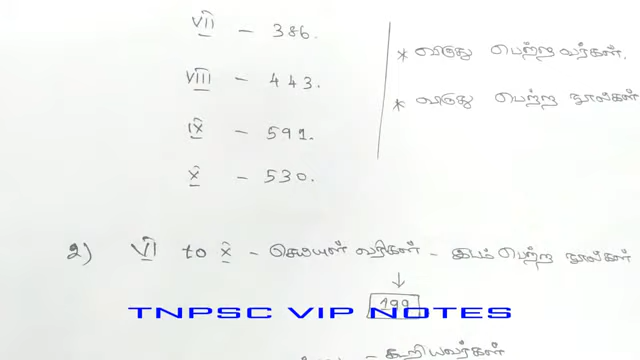 VII - 386.
* விருது பெற்றவர்கள்.
VIII - 443.
* விருது பெற்ற நூல்கள்
IX - 591.
X - 530.
2) VI to X - செய்யுள் வரிகள் - இடம் பெற்ற நூல்கள்
↓
199
TNPSC VIP NOTES
- கூறியவர்கள்